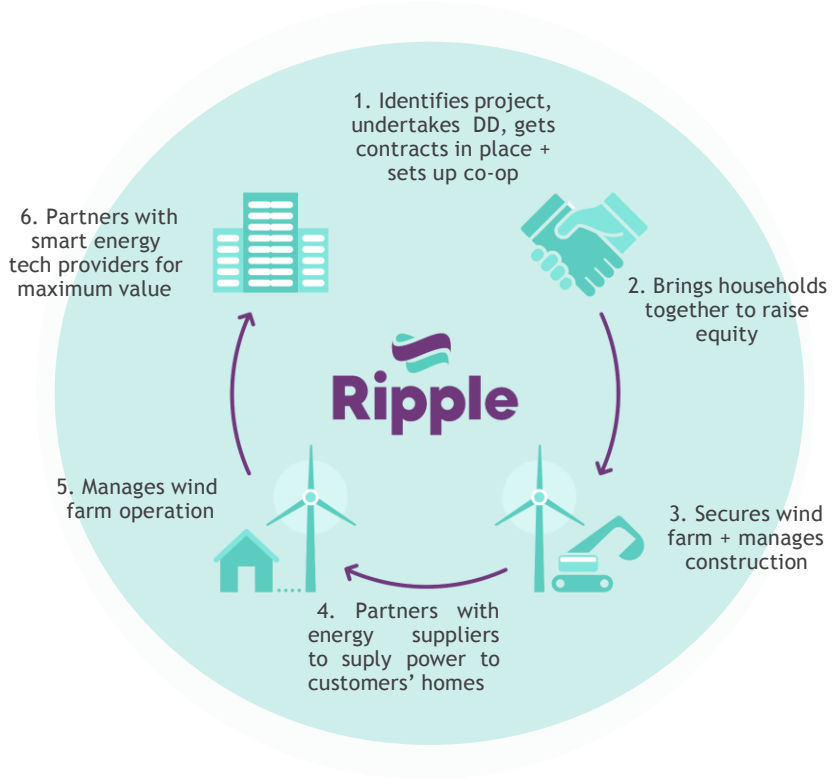 1. Identifies project,
undertakes DD, gets
contracts in place +
sets up co-op
2. Brings households
together to raise
equity
3. Secures wind
farm + manages
construction
4. Partners with
energy suppliers
to suply power to
customers’ homes
5. Manages wind
farm operation
6. Partners with
smart energy
tech providers for
maximum value
Ripple